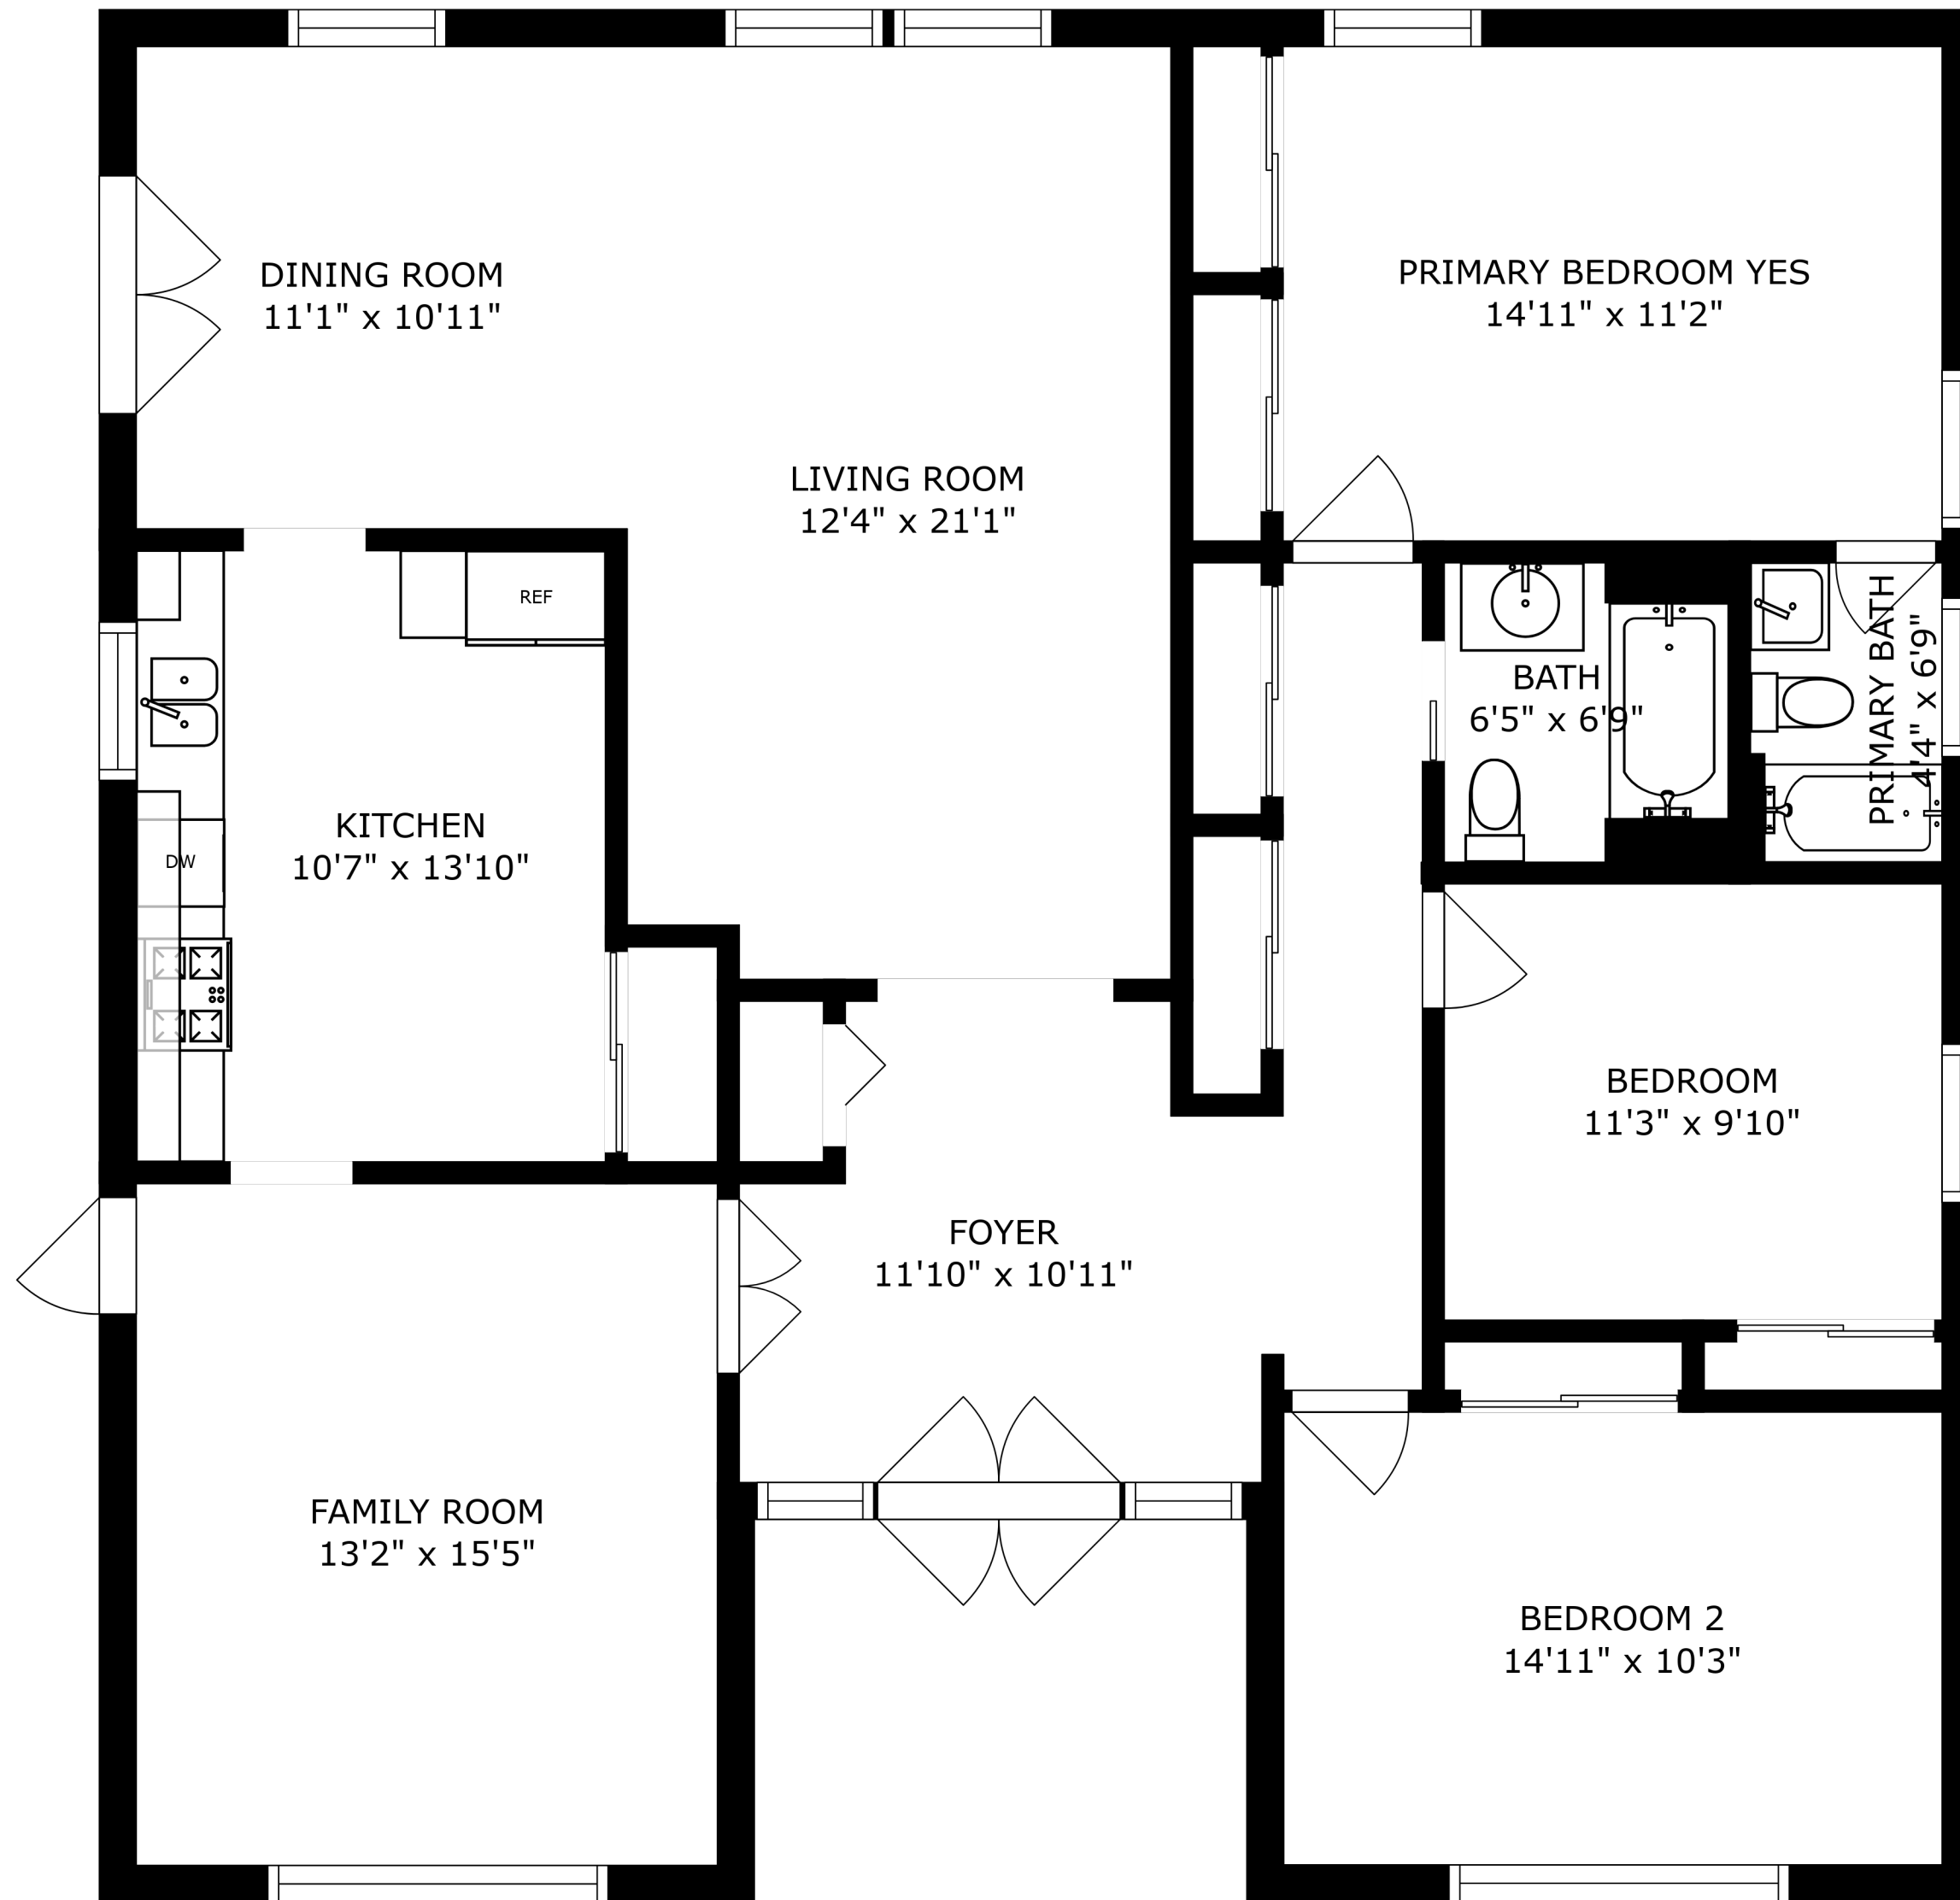 DINING ROOM
11'1" x 10'11"
PRIMARY BEDROOM YES
14'11" x 11'2"
LIVING ROOM
12'4" x 21'1"
REF
BATH
6'5" x 6'9"
PRIMARY BATH
4'4" x 6'9"
KITCHEN
10'7" x 13'10"
DW
BEDROOM
11'3" x 9'10"
FOYER
11'10" x 10'11"
FAMILY ROOM
13'2" x 15'5"
BEDROOM 2
14'11" x 10'3"